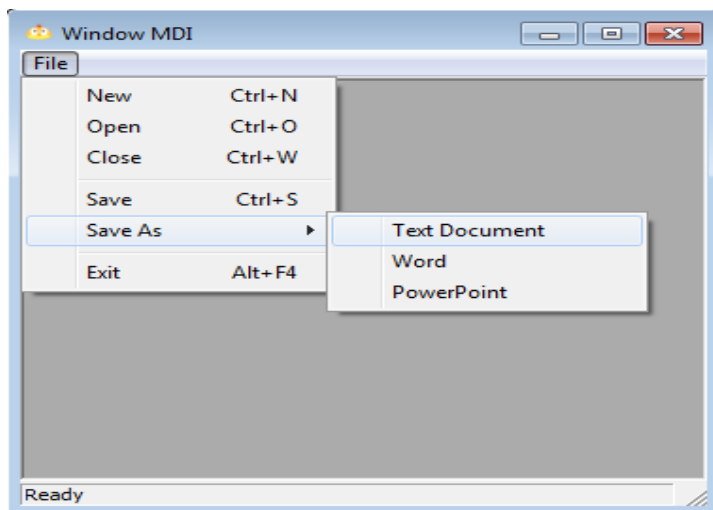 Window MDI
File
New Ctrl+N
Open Ctrl+O
Close Ctrl+W
Save Ctrl+S
Save As
Text Document
Word
Exit Alt+F4
PowerPoint
Ready